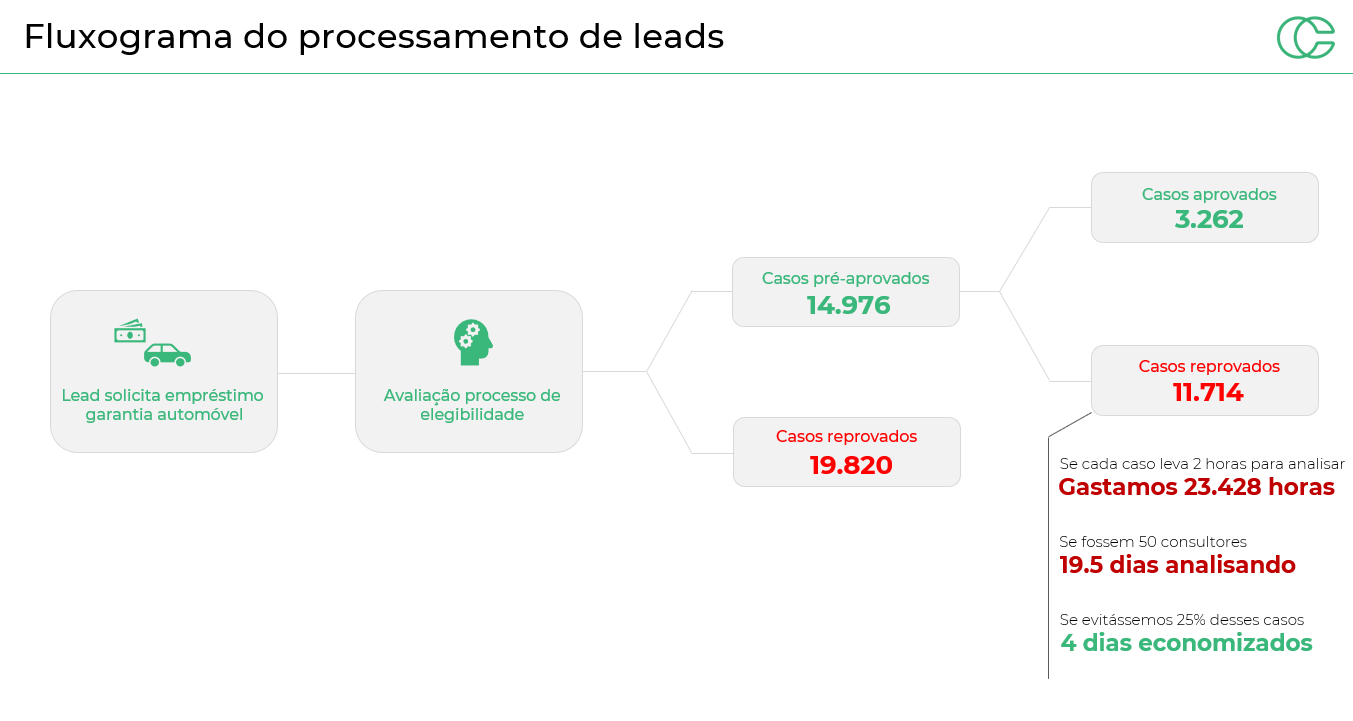 Fluxograma do processamento de leads
Lead solicita empréstimo
garantia automóvel
Avaliação processo de
elegibilidade
Casos pré-aprovados
14.976
Casos reprovados
19.820
Casos aprovados
3.262
Casos reprovados
11.714
Se cada caso leva 2 horas para analisar
Gastamos 23.428 horas
Se fossem 50 consultores
19.5 dias analisando
Se evitássemos 25% desses casos
4 dias economizados